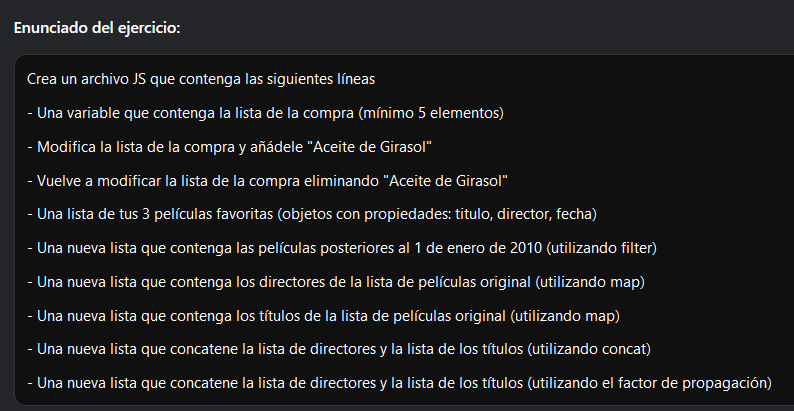 Enunciado del ejercicio:
Crea un archivo JS que contenga las siguientes líneas
- Una variable que contenga la lista de la compra (mínimo 5 elementos)
- Modifica la lista de la compra y añádele "Aceite de Girasol"
- Vuelve a modificar la lista de la compra eliminando "Aceite de Girasol"
- Una lista de tus 3 películas favoritas (objetos con propiedades: titulo, director, fecha)
- Una nueva lista que contenga las películas posteriores al 1 de enero de 2010 (utilizando filter)
- Una nueva lista que contenga los directores de la lista de películas original (utilizando map)
- Una nueva lista que contenga los títulos de la lista de películas original (utilizando map)
- Una nueva lista que concatene la lista de directores y la lista de los títulos (utilizando concat)
- Una nueva lista que concatene la lista de directores y la lista de los títulos (utilizando el factor de propagación)